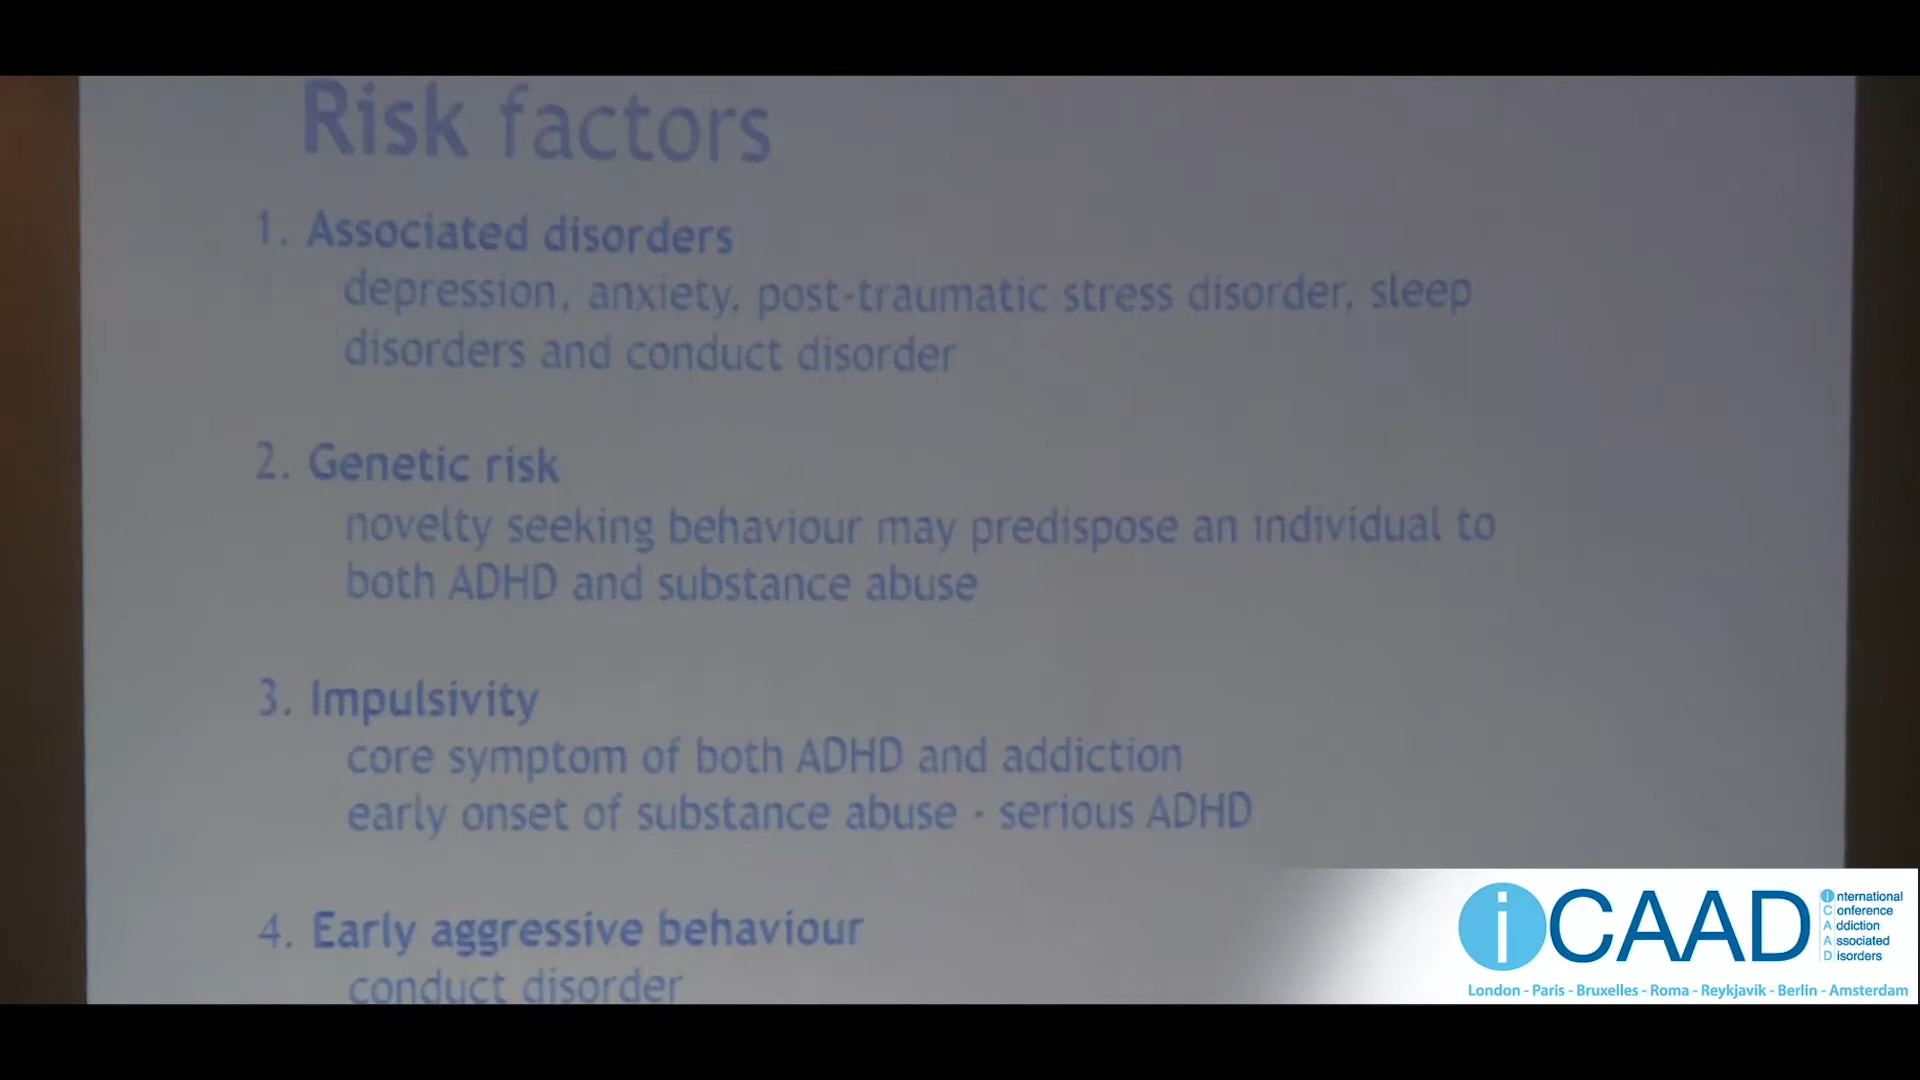 Risk factors
1. Associated disorders
depression, anxiety, post-traumatic stress disorder, sleep
disorders and conduct disorder
2. Genetic risk
novelty seeking behaviour may predispose an individual to
both ADHD and substance abuse
3. Impulsivity
core symptom of both ADHD and addiction
early onset of substance abuse - serious ADHD
4. Early aggressive behaviour
conduct disorder
iCAAD
international
Conference
Addiction
Associated
Disorders
London - Paris - Bruxelles - Roma - Reykjavik - Berlin - Amsterdam